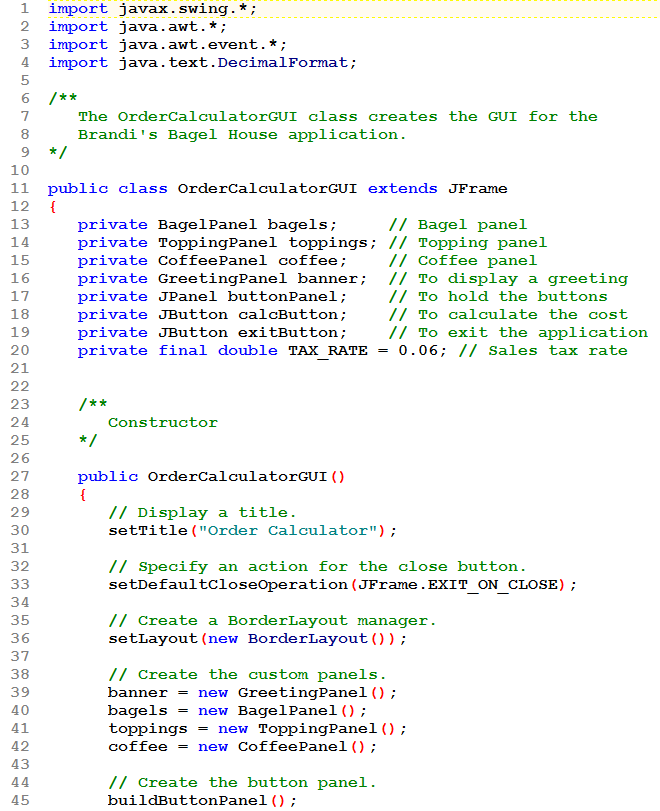 1 import javax.swing.*;
2 import java.awt.*;
3 import java.awt.event.*;
4 import java.text.DecimalFormat;
5
6 /**
7    The OrderCalculatorGUI class creates the GUI for the
8    Brandi's Bagel House application.
9 */
10
11 public class OrderCalculatorGUI extends JFrame
12 {
13    private BagelPanel bagels;     // Bagel panel
14    private ToppingPanel toppings; // Topping panel
15    private CoffeePanel coffee;    // Coffee panel
16    private GreetingPanel banner;  // To display a greeting
17    private JPanel buttonPanel;    // To hold the buttons
18    private JButton calcButton;    // To calculate the cost
19    private JButton exitButton;    // To exit the application
20    private final double TAX_RATE = 0.06; // Sales tax rate
21
22
23    /**
24       Constructor
25    */
26
27    public OrderCalculatorGUI()
28    {
29       // Display a title.
30       setTitle("Order Calculator");
31
32       // Specify an action for the close button.
33       setDefaultCloseOperation(JFrame.EXIT_ON_CLOSE);
34
35       // Create a BorderLayout manager.
36       setLayout(new BorderLayout());
37
38       // Create the custom panels.
39       banner = new GreetingPanel();
40       bagels = new BagelPanel();
41       toppings = new ToppingPanel();
42       coffee = new CoffeePanel();
43
44       // Create the button panel.
45       buildButtonPanel();